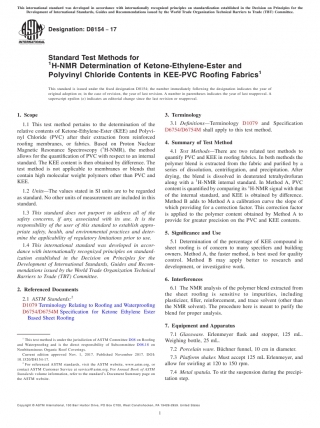 This international standard was developed in accordance with internationally recognized principles on standardization established in the Decision on Principles for the
Development of International Standards, Guides and Recommendations issued by the World Trade Organization Technical Barriers to Trade (TBT) Committee.
Designation: D8154 − 17
Standard Test Methods for
¹H-NMR Determination of Ketone-Ethylene-Ester and
Polyvinyl Chloride Contents in KEE-PVC Roofing Fabrics¹
This standard is issued under the fixed designation D8154; the number immediately following the designation indicates the year of
original adoption or, in the case of revision, the year of last revision. A number in parentheses indicates the year of last reapproval. A
superscript epsilon (ε) indicates an editorial change since the last revision or reapproval.
1. Scope
1.1 This test method pertains to the determination of the
relative contents of Ketone-Ethylene-Ester (KEE) and Polyvi-
nyl Chloride (PVC) after their extraction from reinforced
roofing membranes, or fabrics. Based on Proton Nuclear
Magnetic Resonance Spectrometry (¹H-NMR), the method
allows for the quantification of PVC with respect to an internal
standard. The KEE content is then obtained by difference. The
test method is not applicable to membranes or blends that
contain high molecular weight polymers other than PVC and
KEE.
1.2 Units—The values stated in SI units are to be regarded
as standard. No other units of measurement are included in this
standard.
1.3 This standard does not purport to address all of the
safety concerns, if any, associated with its use. It is the
responsibility of the user of this standard to establish appro-
priate safety, health, and environmental practices and deter-
mine the applicability of regulatory limitations prior to use.
1.4 This international standard was developed in accor-
dance with internationally recognized principles on standard-
ization established in the Decision on Principles for the
Development of International Standards, Guides and Recom-
mendations issued by the World Trade Organization Technical
Barriers to Trade (TBT) Committee.
2. Referenced Documents
2.1 ASTM Standards:²
D1079 Terminology Relating to Roofing and Waterproofing
D6754/D6754M Specification for Ketone Ethylene Ester
Based Sheet Roofing
¹ This test method is under the jurisdiction of ASTM Committee D08 on Roofing
and Waterproofing and is the direct responsibility of Subcommittee D08.18 on
Nonbituminous Organic Roof Coverings.
Current edition approved Nov. 1, 2017. Published November 2017. DOI:
10.1520/D8154-17.
² For referenced ASTM standards, visit the ASTM website, www.astm.org, or
contact ASTM Customer Service at service@astm.org. For Annual Book of ASTM
Standards volume information, refer to the standard's Document Summary page on
the ASTM website.
3. Terminology
3.1 Definitions—Terminology D1079 and Specification
D6754/D6754M shall apply to this test method.
4. Summary of Test Method
4.1 Test Methods—There are two related test methods to
quantify PVC and KEE in roofing fabrics. In both methods the
polymer blend is extracted from the fabric and purified by a
series of dissolution, centrifugation, and precipitation. After
drying, the blend is dissolved in deuterated tetrahydrofuran
along with a ¹H-NMR internal standard. In Method A, PVC
content is quantified by comparing its ¹H-NMR signal with that
of the internal standard, and KEE is obtained by difference.
Method B adds to Method A a calibration curve the slope of
which providing for a correction factor. This correction factor
is applied to the polymer content obtained by Method A to
provide for greater precision on the PVC and KEE contents.
5. Significance and Use
5.1 Determination of the percentage of KEE compound in
sheet roofing is of concern to many specifiers and building
owners. Method A, the faster method, is best used for quality
control. Method B may apply better to research and
development, or investigative work.
6. Interferences
6.1 The NMR analysis of the polymer blend extracted from
the sheet roofing is sensitive to impurities, including
plasticizer, filler, reinforcement, and trace solvent (other than
the NMR solvent). The procedure here is meant to purify the
blend for proper analysis.
7. Equipment and Apparatus
7.1 Glassware. Erlenmeyer flask and stopper, 125 mL.
Weighing bottle, 25 mL.
7.2 Porcelain ware. Büchner funnel, 10 cm in diameter.
7.3 Platform shaker. Must accept 125 mL Erlenmeyer, and
allow for swirling at 120 to 150 rpm.
7.4 Metal spatula. To stir the suspension during the precipi-
tation step.
Copyright © ASTM International, 100 Barr Harbor Drive, PO Box C700, West Conshohocken, PA 19428-2959. United States
1